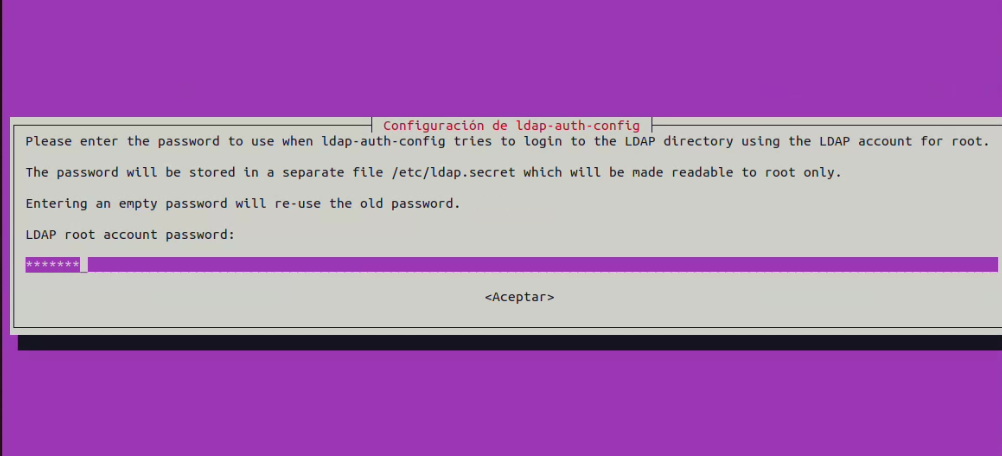 Configuración de ldap-auth-config
Please enter the password to use when ldap-auth-config tries to login to the LDAP directory using the LDAP account for root.
The password will be stored in a separate file /etc/ldap.secret which will be made readable to root only.
Entering an empty password will re-use the old password.
LDAP root account password:
*******_
<Aceptar>